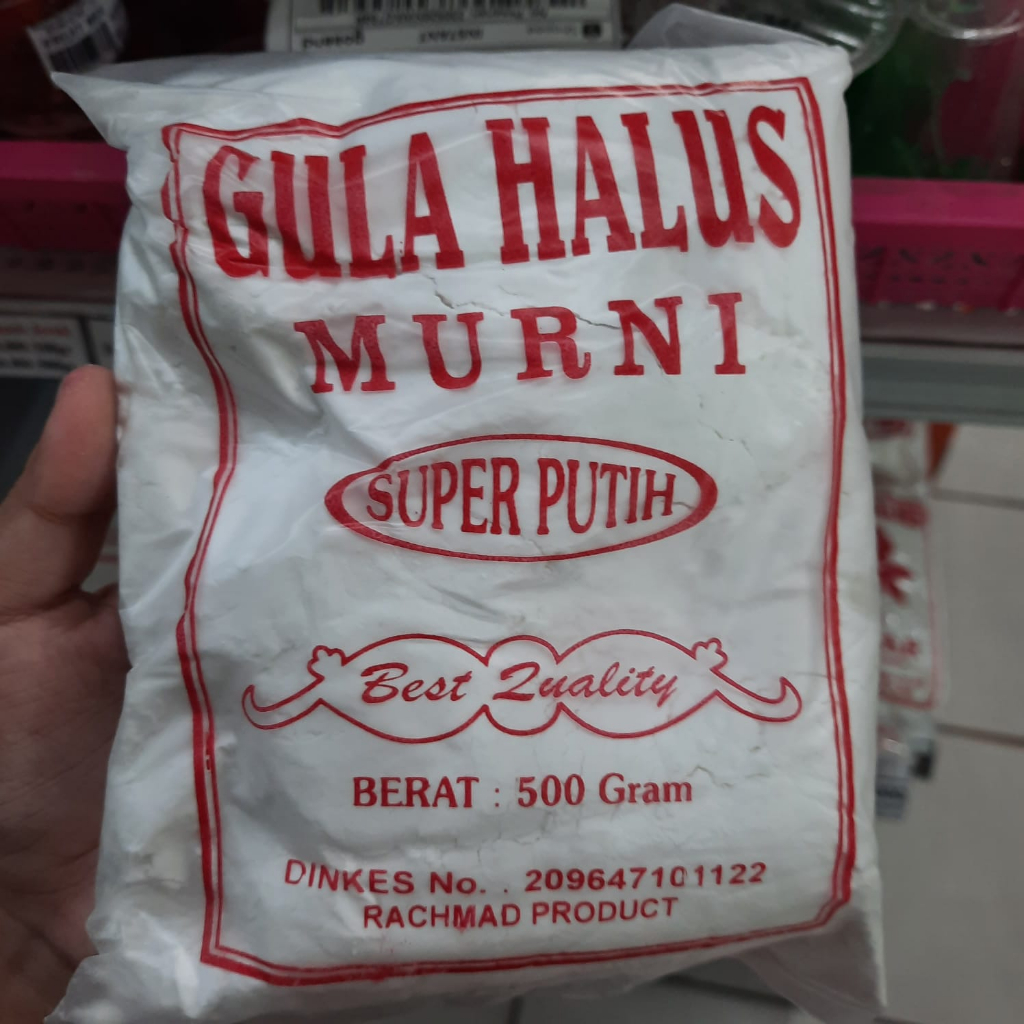 GULA HALUS
MURNI
SUPER PUTIH
Best Quality
BERAT : 500 Gram
DINKES No. . 209647101122
RACHMAD PRODUCT